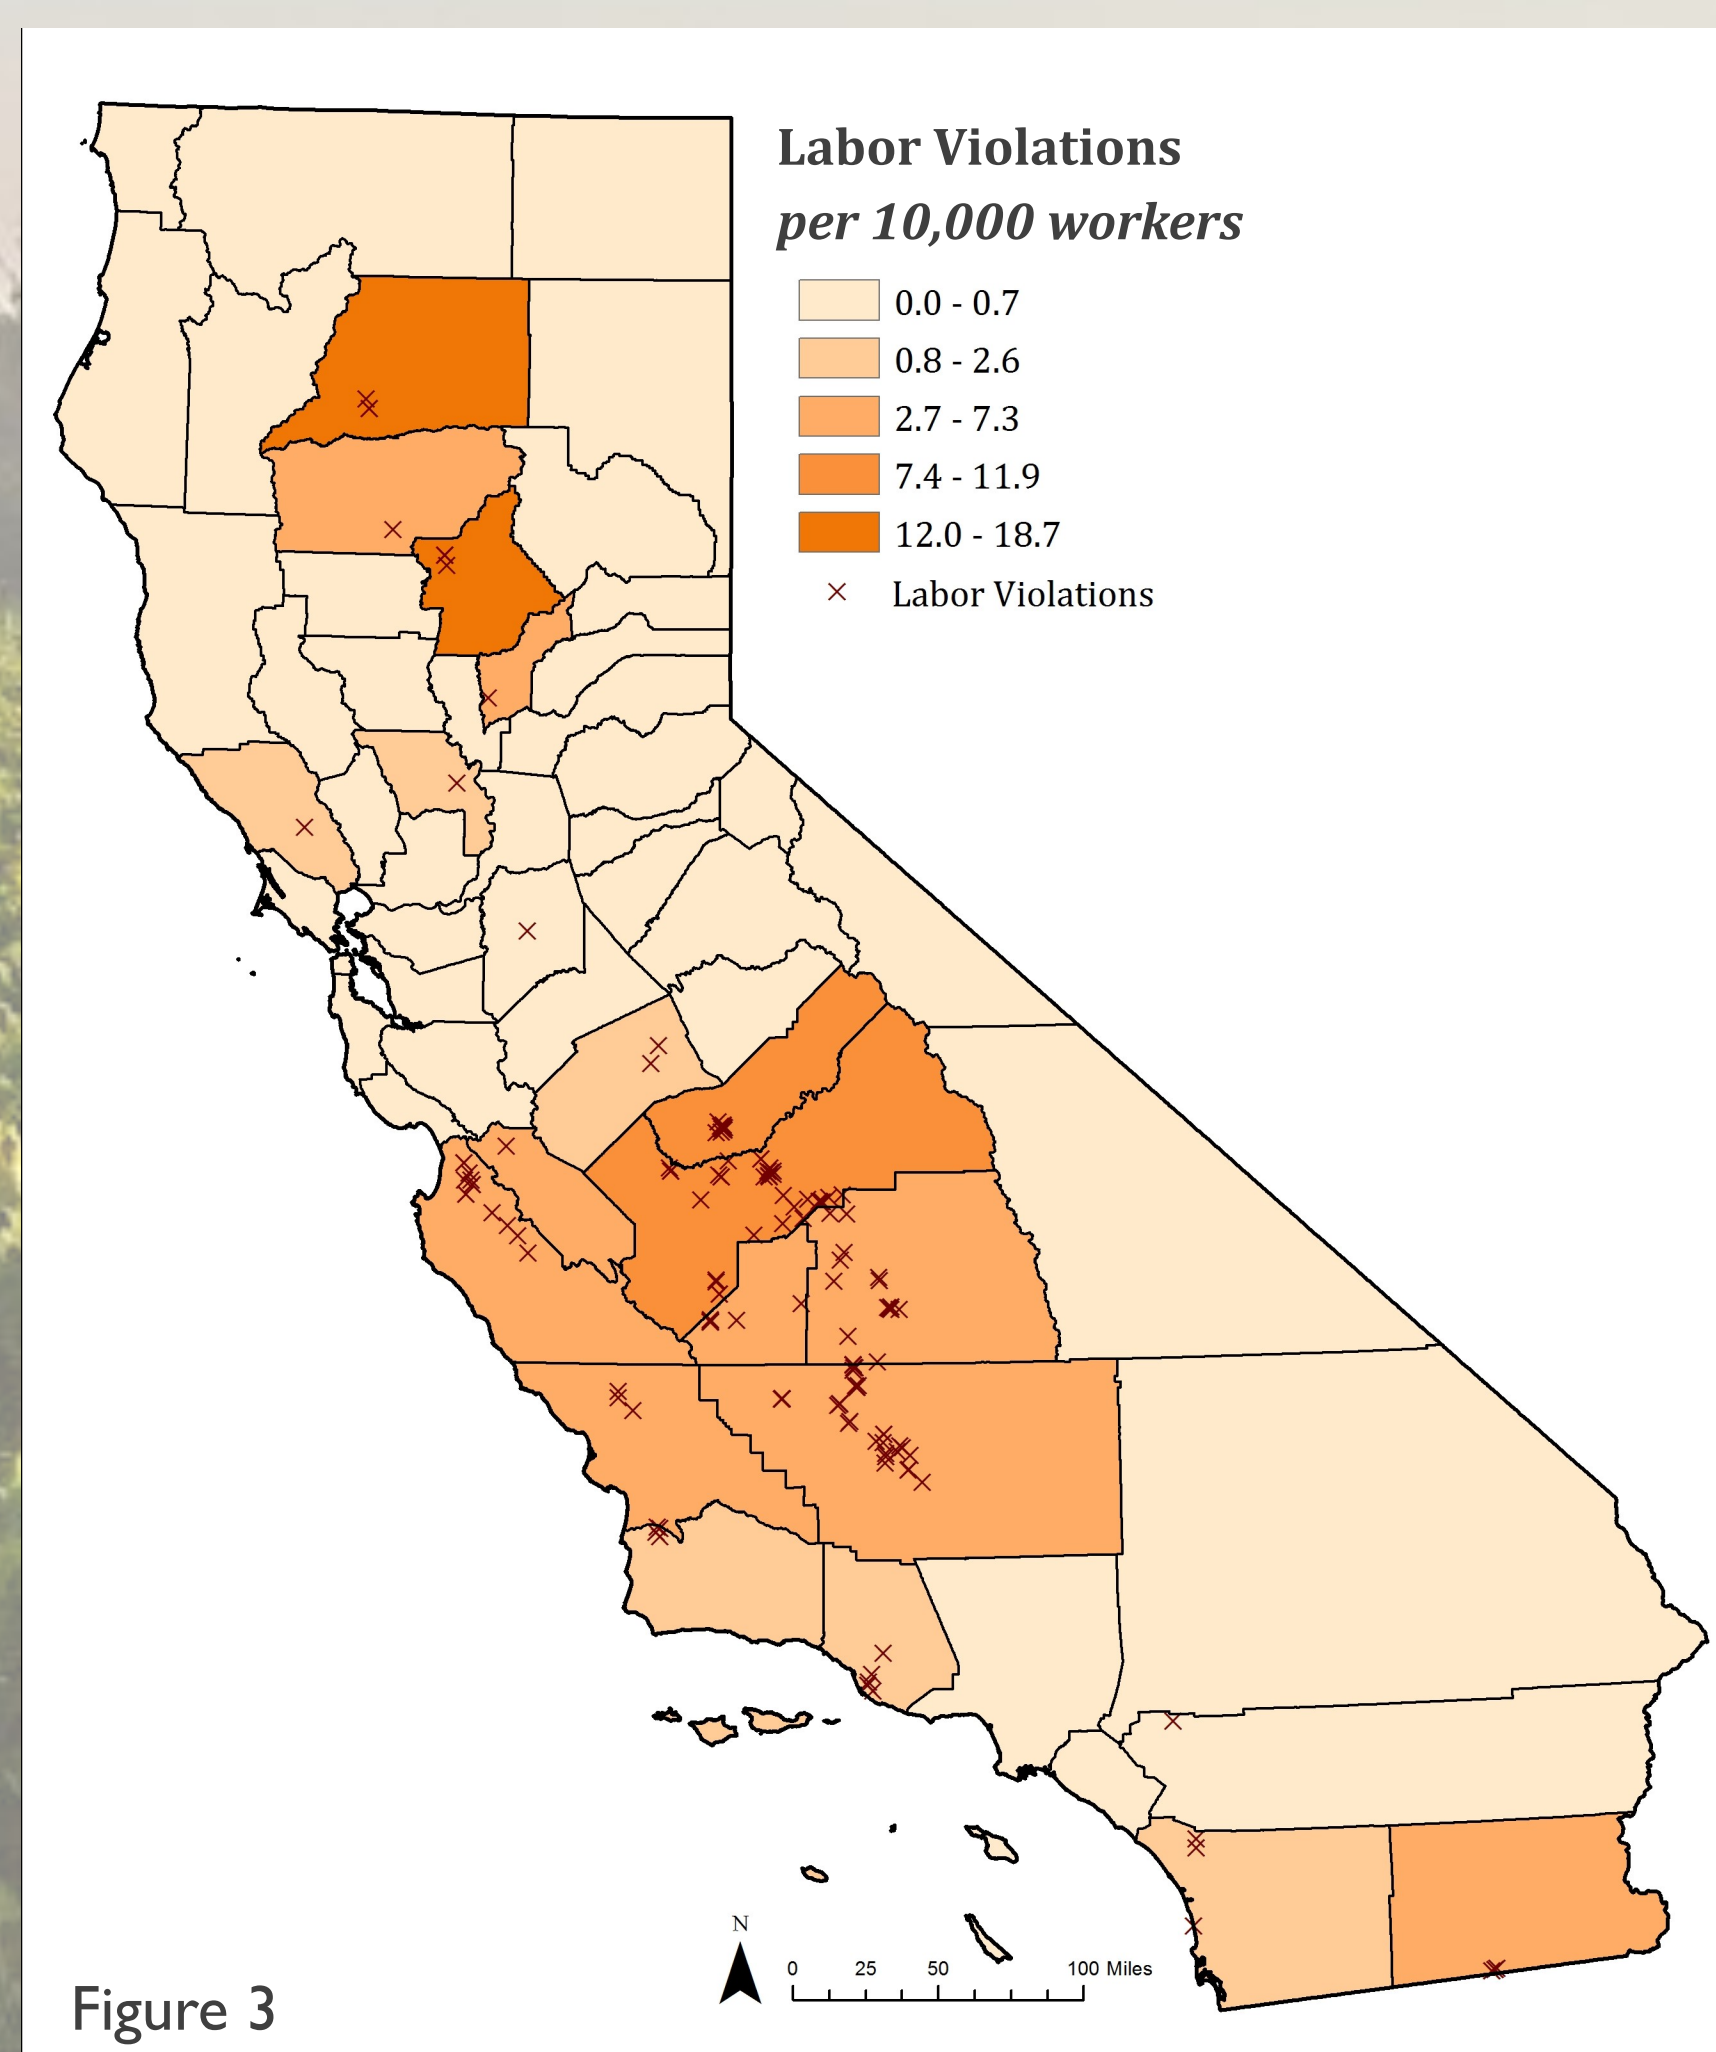 Labor Violations
per 10,000 workers
0.0 - 0.7
0.8 - 2.6
2.7 - 7.3
7.4 - 11.9
12.0 - 18.7
Labor Violations
N
0 25 50 100 Miles
Figure 3